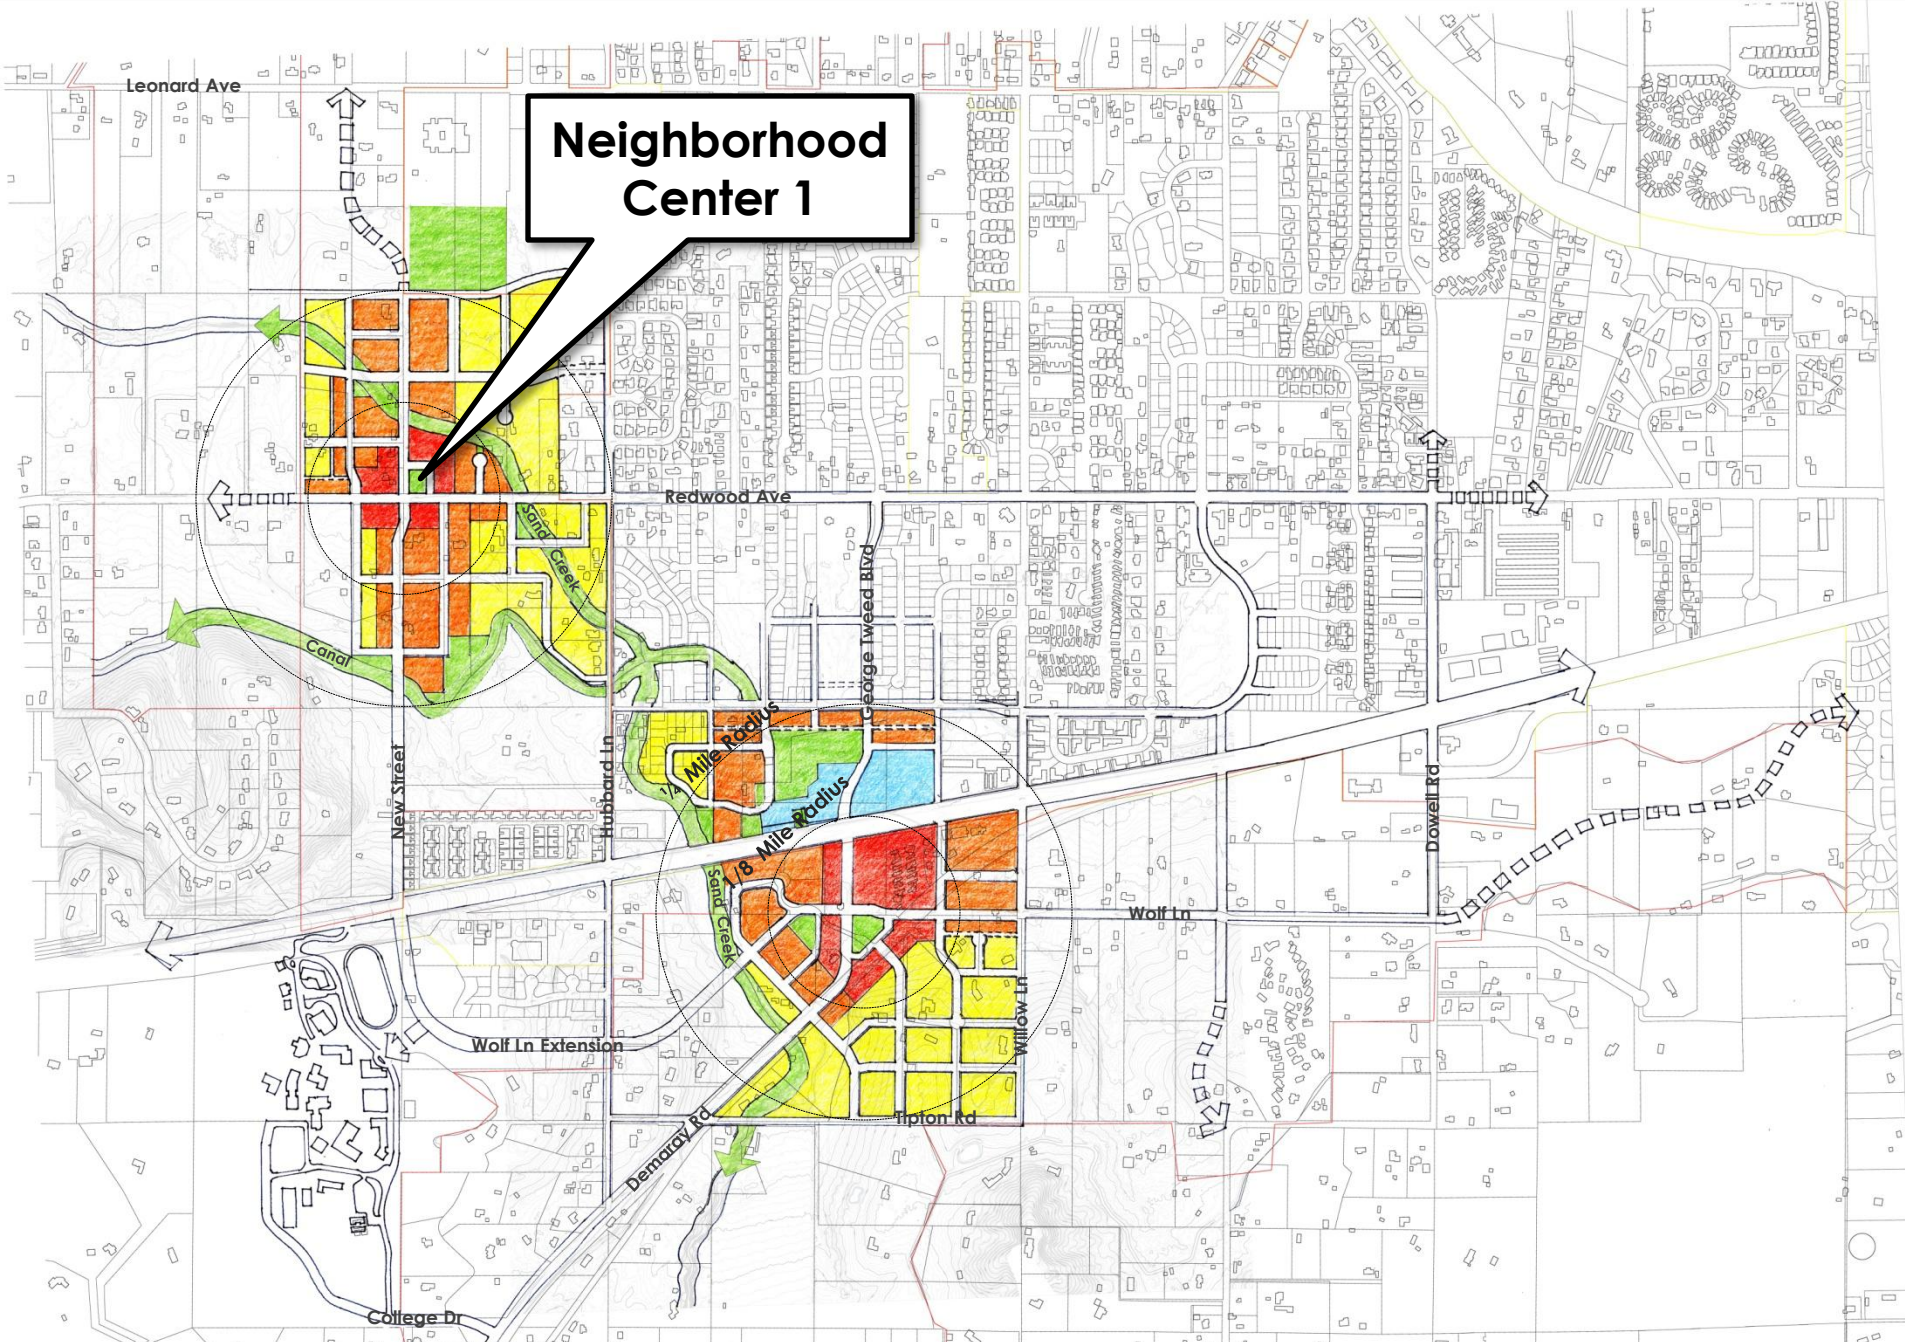 Leonard Ave
Neighborhood
Center 1
Redwood Ave
Sand Creek
George Tweed Blvd
Canal
1/4 Mile Radius
New Street
Hubbard Ln
1/8 Mile Radius
Dowell Rd
Sand Creek
Wolf Ln
Willow Ln
Wolf Ln Extension
Tipton Rd
Demaray Rd
College Dr